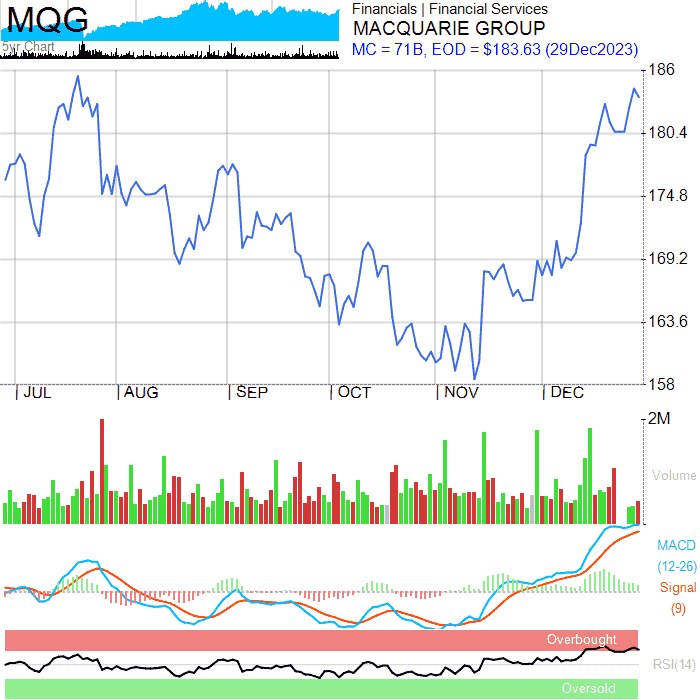 MQG
5yr Chart
Financials | Financial Services
MACQUARIE GROUP
MC = 71B, EOD = $183.63 (29Dec2023)
186
180.4
174.8
169.2
163.6
158
| JUL | AUG | SEP | OCT | NOV | DEC
2M
Volume
MACD
(12-26)
Signal
(9)
Overbought
RSI(14)
Oversold